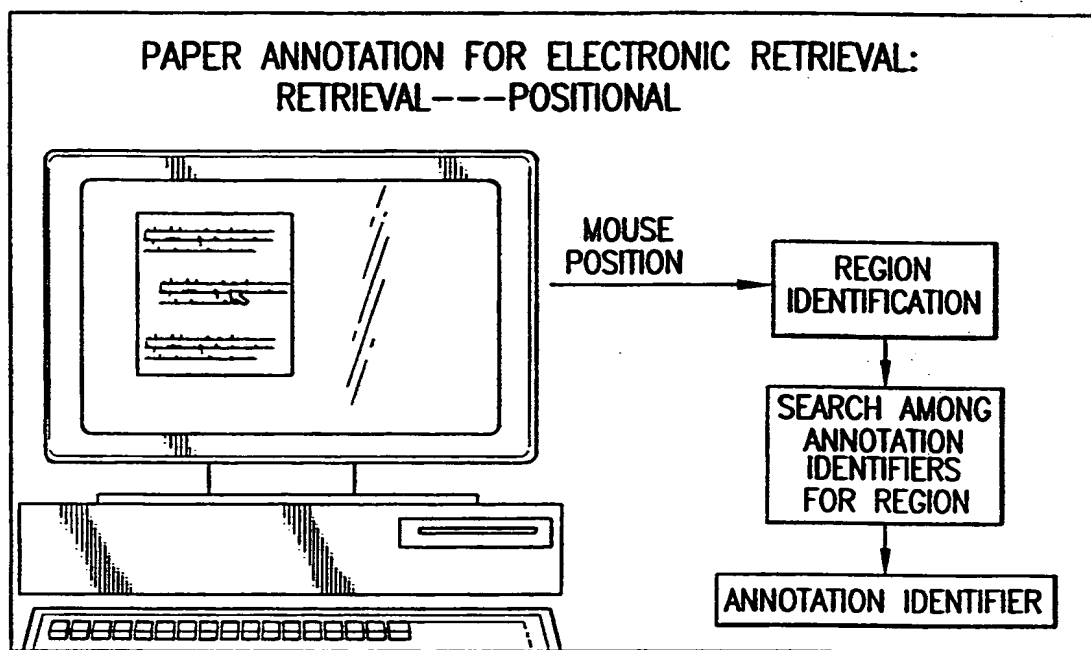 PAPER ANNOTATION FOR ELECTRONIC RETRIEVAL:
RETRIEVAL---POSITIONAL
MOUSE
POSITION
REGION
IDENTIFICATION
SEARCH AMONG
ANNOTATION
IDENTIFIERS
FOR REGION
ANNOTATION IDENTIFIER